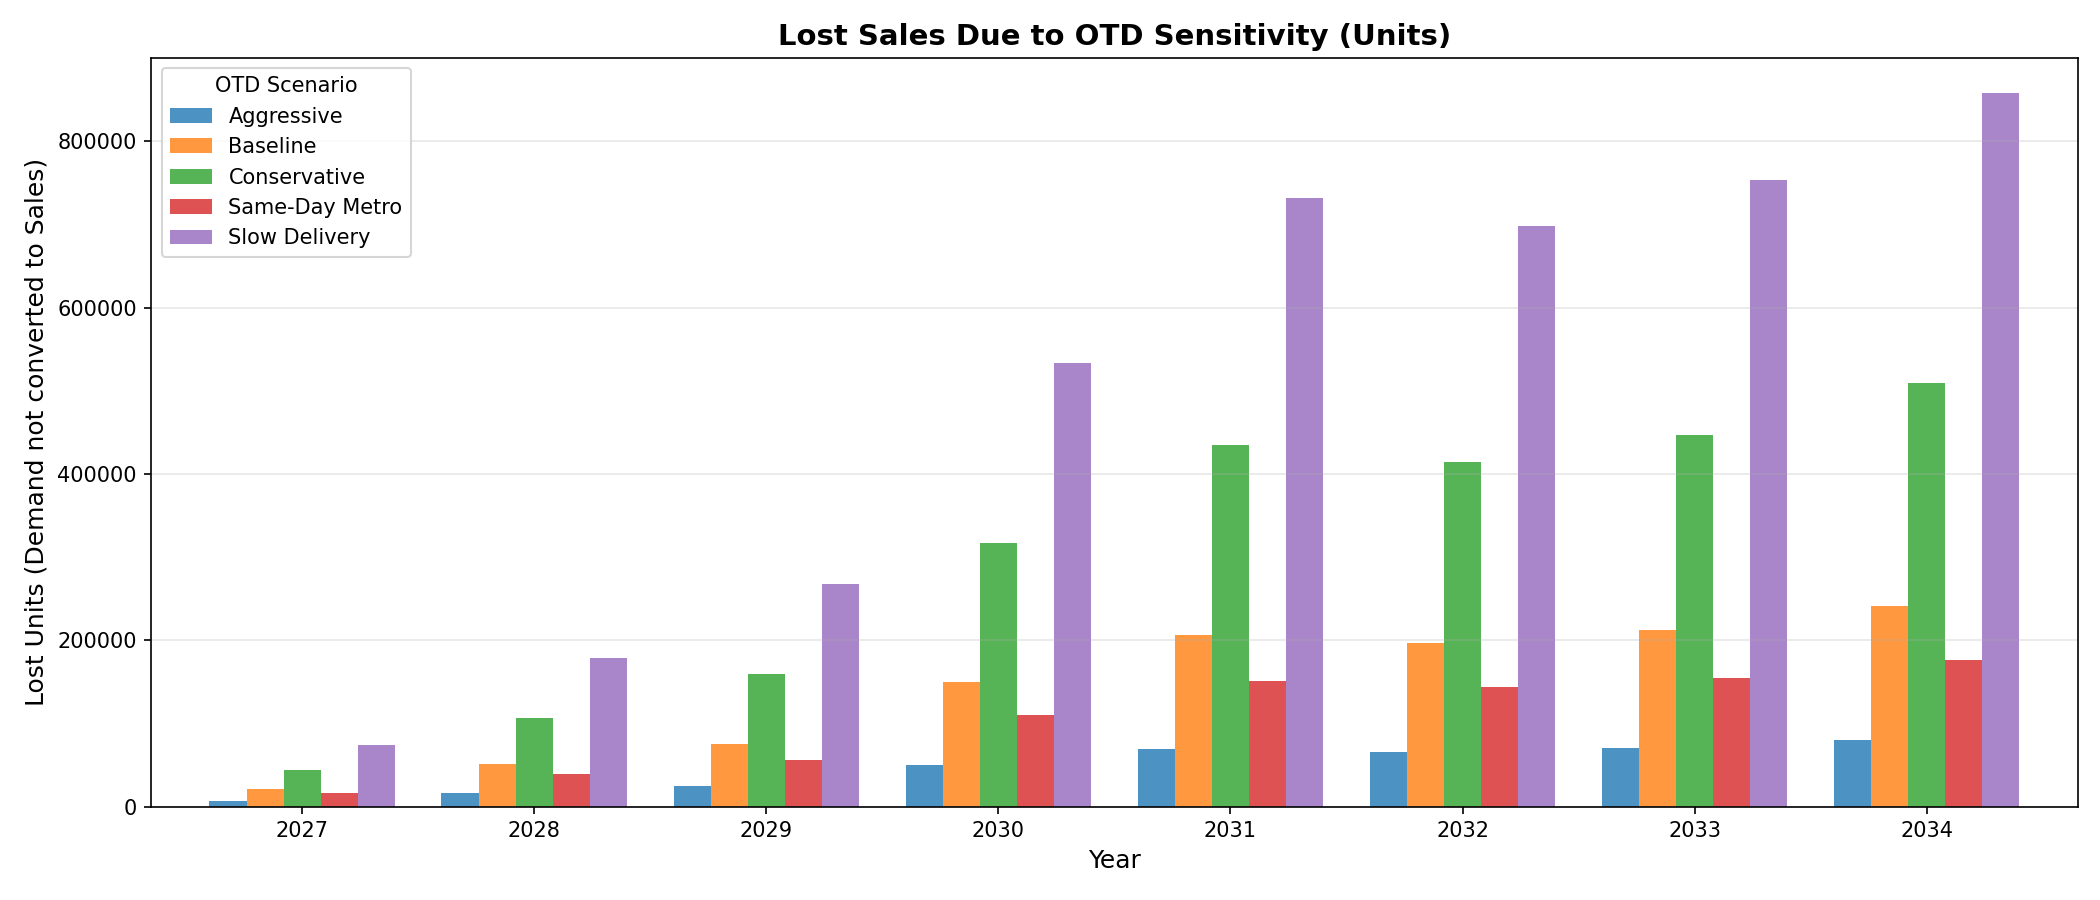 Lost Sales Due to OTD Sensitivity (Units)
OTD Scenario
Aggressive
Baseline
Conservative
Same-Day Metro
Slow Delivery
Lost Units (Demand not converted to Sales)
800000
600000
400000
200000
0
2027 2028 2029 2030 2031 2032 2033 2034
Year